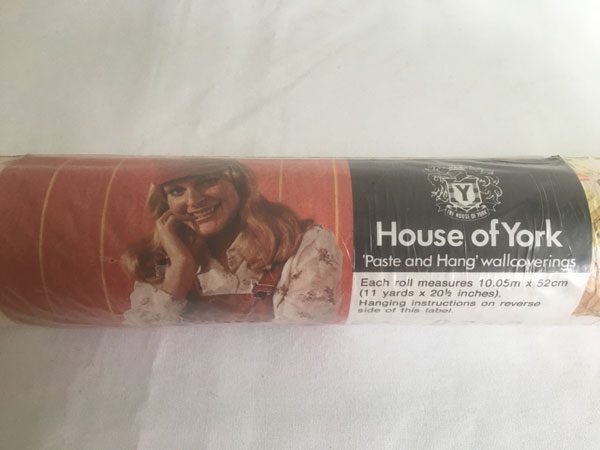 Y
THE HOUSE OF YORK
House of York
'Paste and Hang' wallcoverings
Each roll measures 10.05m x 52cm
(11 yards x 20½ inches).
Hanging instructions on reverse
side of this label.